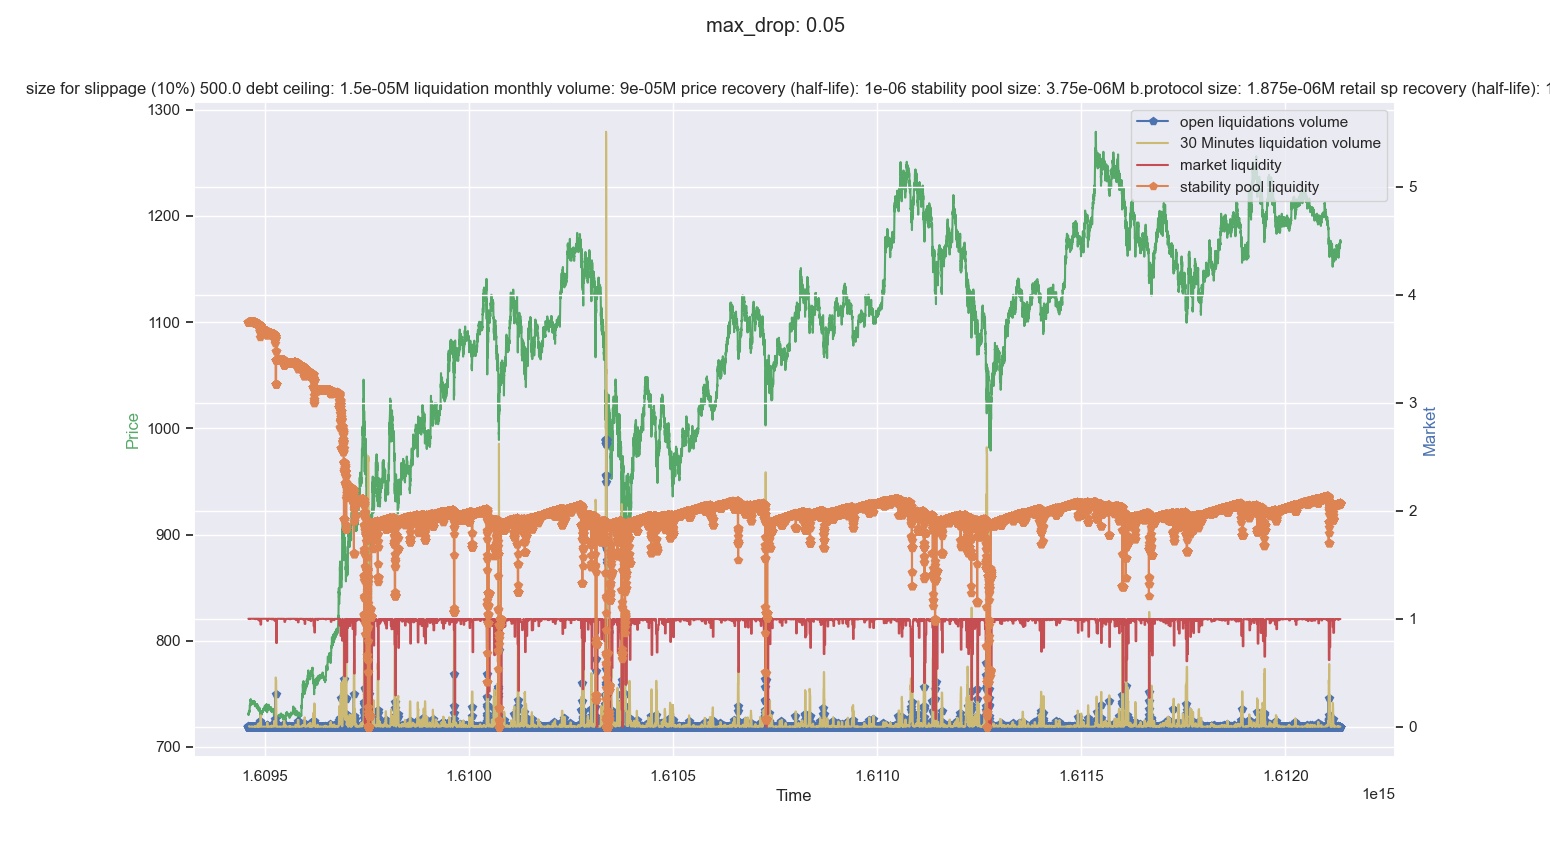 max_drop: 0.05
size for slippage (10%) 500.0 debt ceiling: 1.5e-05M liquidation monthly volume: 9e-05M price recovery (half-life): 1e-06 stability pool size: 3.75e-06M b.protocol size: 1.875e-06M retail sp recovery (half-life):
open liquidations volume
30 Minutes liquidation volume
market liquidity
stability pool liquidity
1300
1200
1100
1000
900
800
700
Price
5
4
3
2
1
0
Market
1.6095 1.6100 1.6105 1.6110 1.6115 1.6120
Time
1e15